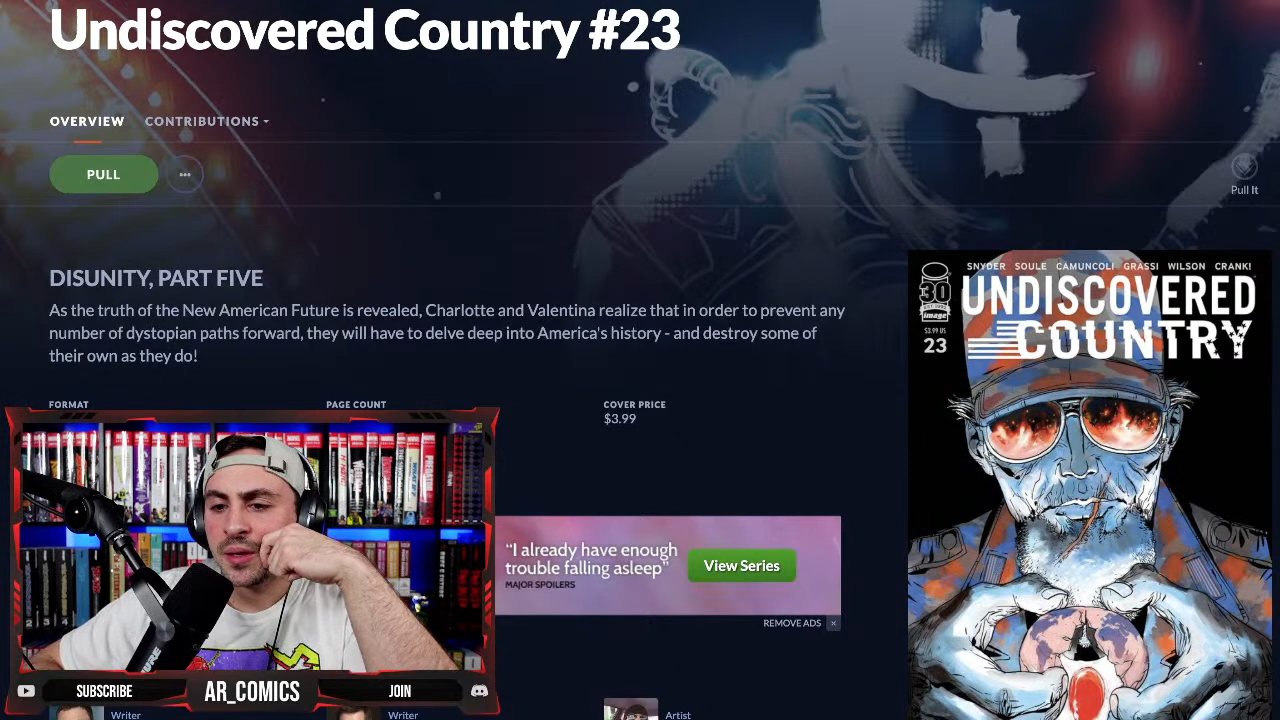 Undiscovered Country #23
OVERVIEW
CONTRIBUTIONS
PULL
Pull It
DISUNITY, PART FIVE
As the truth of the New American Future is revealed, Charlotte and Valentina realize that in order to prevent any
number of dystopian paths forward, they will have to delve deep into America's history - and destroy some of
their own as they do!
FORMAT
PAGE COUNT
COVER PRICE
$3.99
SNYDER SOULE CAMUNCOLI GRASSI WILSON CRANK!
UNDISCOVERED
COUNTRY
30
image
$3.99 US
23
“I already have enough
trouble falling asleep”
MAJOR SPOILERS
View Series
REMOVE ADS
SUBSCRIBE
AR_COMICS
JOIN
Writer
Writer
Artist